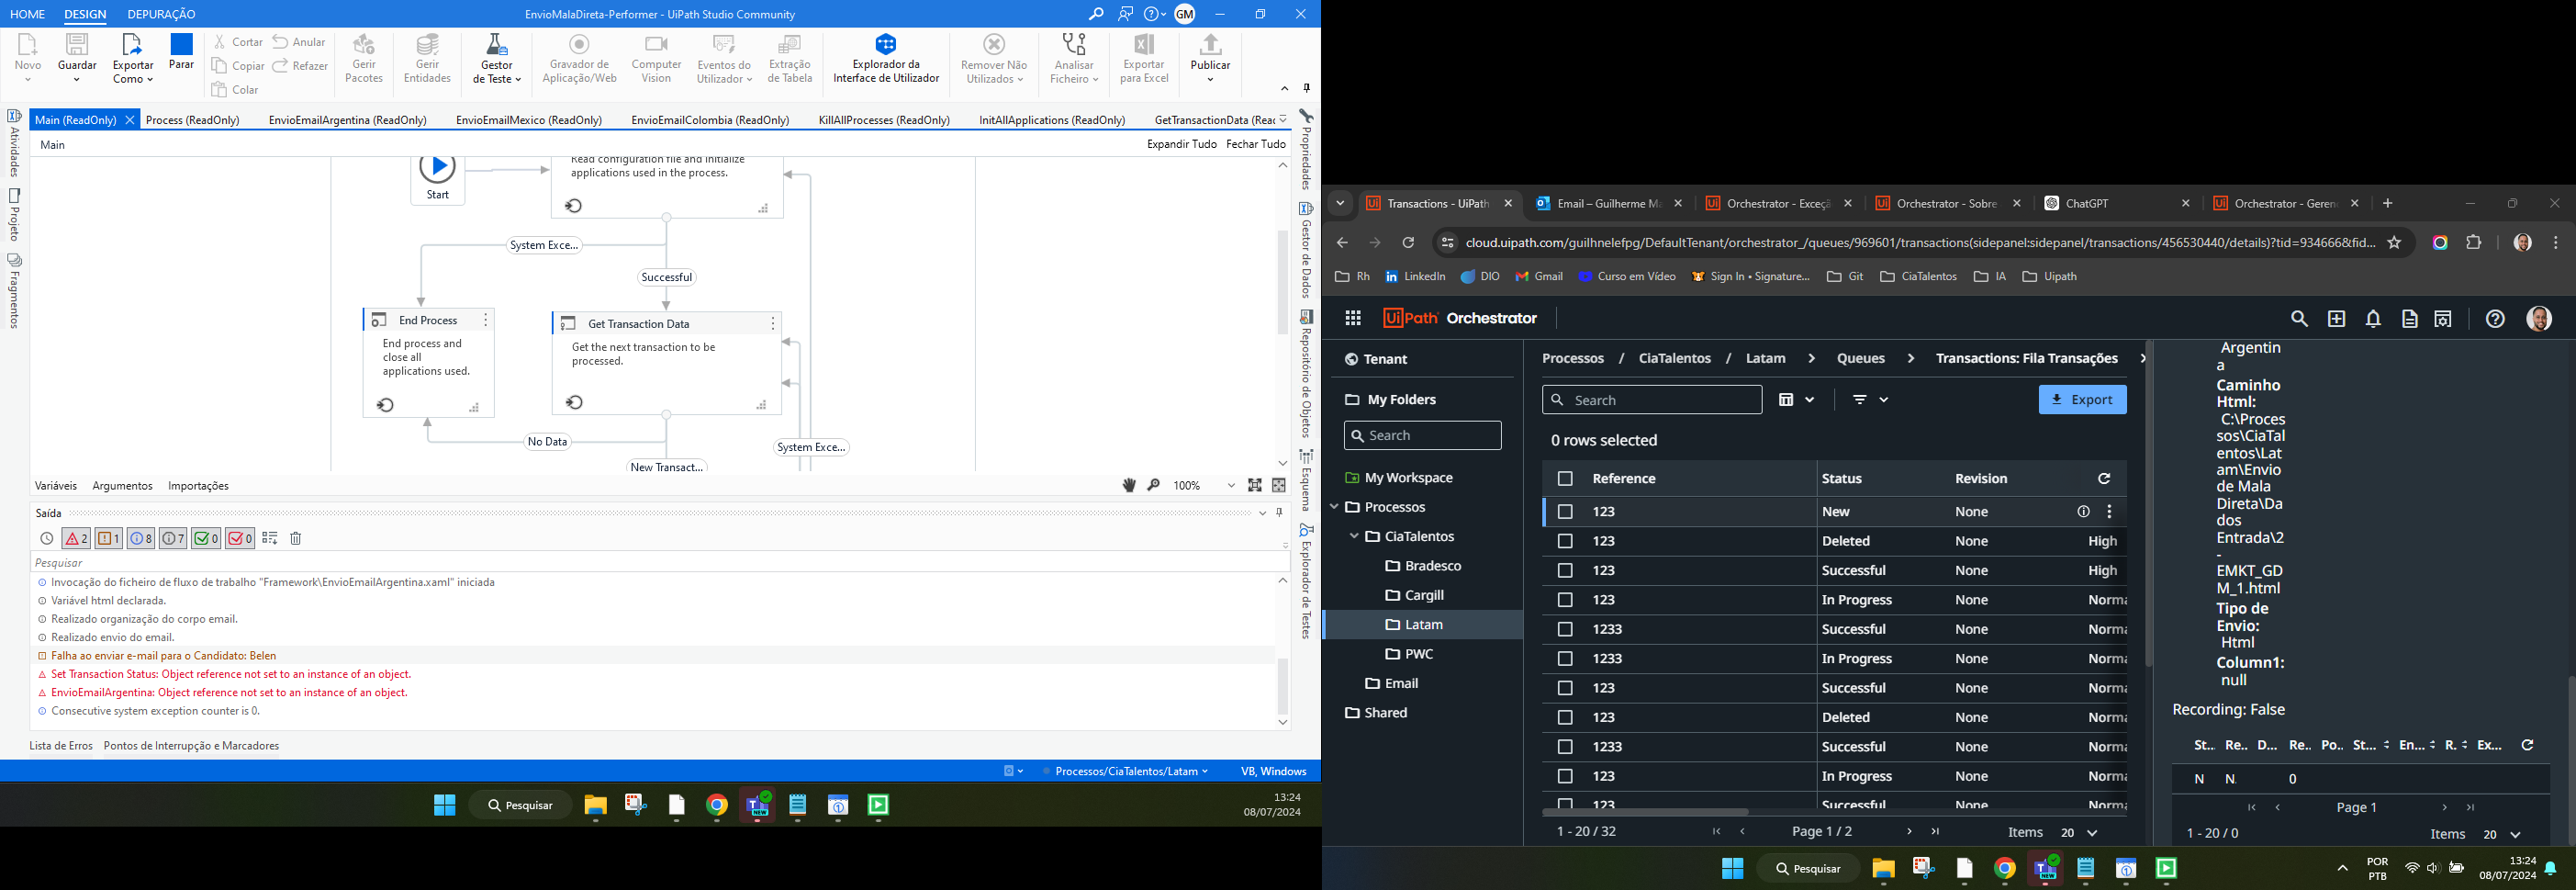 HOME DESIGN DEPURAÇÃO EnvioMalaDireta-Performer - UiPath Studio Community GM
Novo Guardar Exportar Como Parar
Cortar Anular
Copiar Refazer
Colar
Gerir Pacotes
Gerir Entidades
Gestor de Teste
Gravador de Aplicação/Web
Computer Vision
Eventos do Utilizador
Extração de Tabela
Explorador da Interface de Utilizador
Remover Não Utilizados
Analisar Ficheiro
Exportar para Excel
Publicar
Atividades
Projeto
Fragmentos
Main (ReadOnly) Process (ReadOnly) EnvioEmailArgentina (ReadOnly) EnvioEmailMexico (ReadOnly) EnvioEmailColombia (ReadOnly) KillAllProcesses (ReadOnly) InitAllApplications (ReadOnly) GetTransactionData (Reac
Main Expandir Tudo Fechar Tudo
Start
Read configuration file and initialize
applications used in the process.
System Exce...
Successful
End Process
End process and
close all
applications used.
Get Transaction Data
Get the next transaction to be
processed.
No Data
System Exce...
New Transact...
Propriedades
Gestor de Dados
Repositório de Objetos
Esquema
Explorador de Testes
Variáveis Argumentos Importações 100%
Saída
2 1 8 7 0 0
Pesquisar
Invocação do ficheiro de fluxo de trabalho "Framework\EnvioEmailArgentina.xaml" iniciada
Variável html declarada.
Realizado organização do corpo email.
Realizado envio do email.
Falha ao enviar e-mail para o Candidato: Belen
Set Transaction Status: Object reference not set to an instance of an object.
EnvioEmailArgentina: Object reference not set to an instance of an object.
Consecutive system exception counter is 0.
Lista de Erros Pontos de Interrupção e Marcadores
Processos/CiaTalentos/Latam VB, Windows
Pesquisar
NEW
13:24
08/07/2024
Transactions - UiPath Email – Guilherme Ma Orchestrator - Exceçã Orchestrator - Sobre ChatGPT Orchestrator - Geren
cloud.uipath.com/guilhnelefpg/DefaultTenant/orchestrator_/queues/969601/transactions(sidepanel:sidepanel/transactions/456530440/details)?tid=934666&fid...
Rh LinkedIn DIO Gmail Curso em Vídeo Sign In • Signature... Git CiaTalentos IA Uipath
UiPath Orchestrator
Tenant
My Folders
Search
My Workspace
Processos
CiaTalentos
Bradesco
Cargill
Latam
PWC
Email
Shared
Processos / CiaTalentos / Latam > Queues > Transactions: Fila Transações
Search Export
0 rows selected
Reference Status Revision
123 New None
123 Deleted None High
123 Successful None High
123 In Progress None Norma
1233 Successful None Norma
1233 In Progress None Norma
123 Successful None Norma
123 Deleted None Norma
1233 Successful None Norma
123 In Progress None Norma
123 Successful None Norma
1 - 20 / 32 Page 1 / 2 Items 20
Argentin
a
Caminho
Html:
C:\Proces
sos\CiaTal
entos\Lat
am\Envio
de Mala
Direta\Da
dos
Entrada\2
-
EMKT_GD
M_1.html
Tipo de
Envio:
Html
Column1:
null
Recording: False
St... Re.. D... Re.. Po.. St... En... R. Ex...
N N. 0
Page 1
1 - 20 / 0 Items 20
Pesquisar
NEW
POR
PTB
13:24
08/07/2024